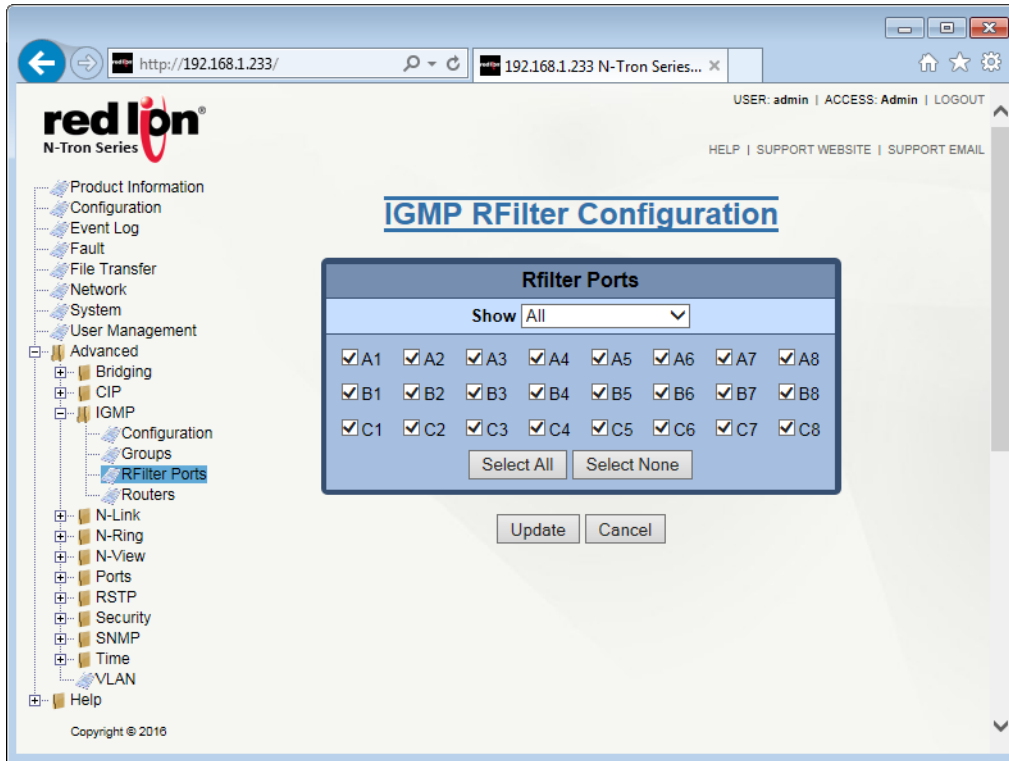 http://192.168.1.233/
192.168.1.233 N-Tron Series...
USER: admin | ACCESS: Admin | LOGOUT
red lion®
N-Tron Series
HELP | SUPPORT WEBSITE | SUPPORT EMAIL
Product Information
Configuration
Event Log
Fault
File Transfer
Network
System
User Management
Advanced
Bridging
CIP
IGMP
Configuration
Groups
RFilter Ports
Routers
N-Link
N-Ring
N-View
Ports
RSTP
Security
SNMP
Time
VLAN
Help
Copyright © 2016
IGMP RFilter Configuration
Rfilter Ports
Show All
A1 A2 A3 A4 A5 A6 A7 A8
B1 B2 B3 B4 B5 B6 B7 B8
C1 C2 C3 C4 C5 C6 C7 C8
Select All Select None
Update Cancel